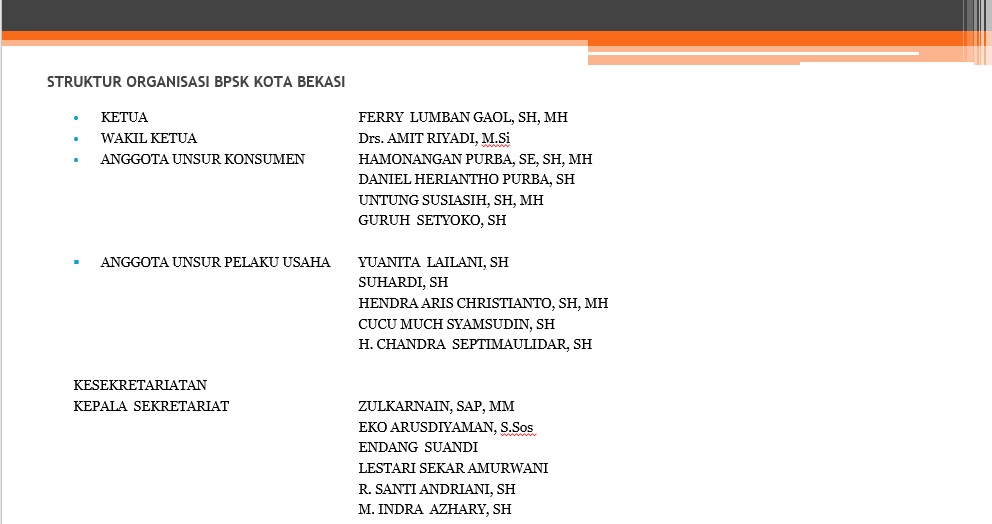 STRUKTUR ORGANISASI BPSK KOTA BEKASI
• KETUA FERRY LUMBAN GAOL, SH, MH
• WAKIL KETUA Drs. AMIT RIYADI, M.Si
• ANGGOTA UNSUR KONSUMEN HAMONANGAN PURBA, SE, SH, MH
DANIEL HERIANTHO PURBA, SH
UNTUNG SUSIASIH, SH, MH
GURUH SETYOKO, SH
▪ ANGGOTA UNSUR PELAKU USAHA YUANITA LAILANI, SH
SUHARDI, SH
HENDRA ARIS CHRISTIANTO, SH, MH
CUCU MUCH SYAMSUDIN, SH
H. CHANDRA SEPTIMAULIDAR, SH
KESEKRETARIATAN
KEPALA SEKRETARIAT ZULKARNAIN, SAP, MM
EKO ARUSDIYAMAN, S.Sos
ENDANG SUANDI
LESTARI SEKAR AMURWANI
R. SANTI ANDRIANI, SH
M. INDRA AZHARY, SH